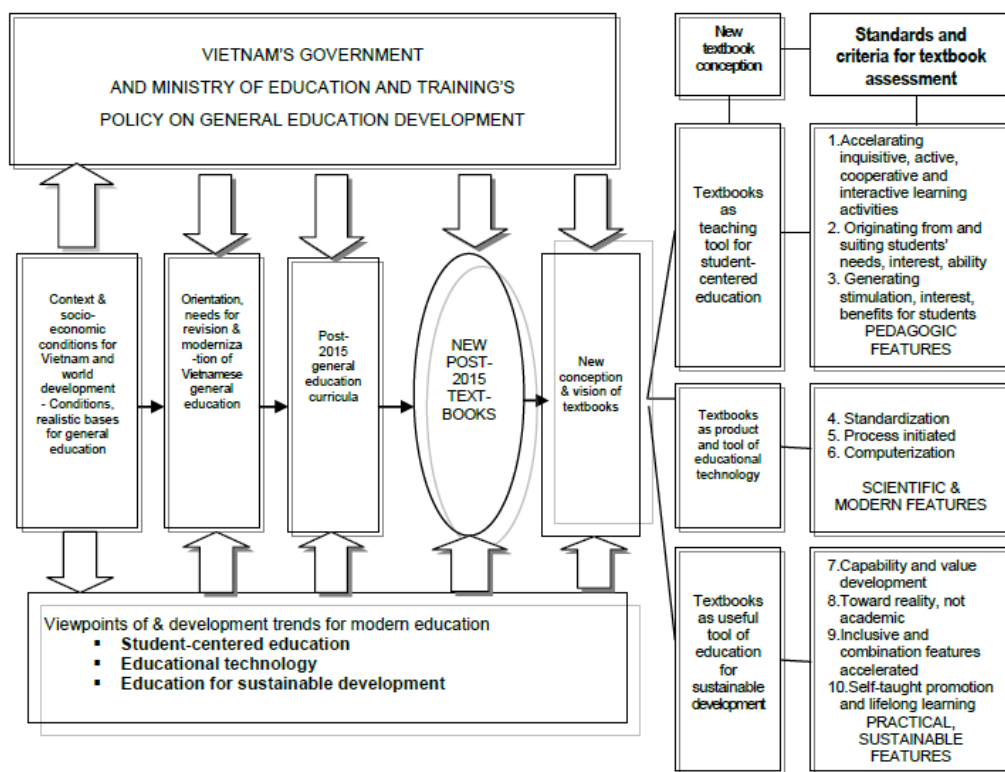 VIETNAM'S GOVERNMENT
AND MINISTRY OF EDUCATION AND TRAINING'S
POLICY ON GENERAL EDUCATION DEVELOPMENT
New
textbook
conception
Standards and
criteria for textbook
assessment
Context &
socio-
economic
conditions for
Vietnam and
world
development
- Conditions,
realistic bases
for general
education
Orientation,
needs for
revision &
moderniza
-tion of
Vietnamese
general
education
Post-
2015
general
education
curricula
NEW
POST-
2015
TEXT-
BOOKS
New
conception
& vision of
textbooks
Textbooks
as
teaching
tool for
student-
centered
education
1.Accelarating
inquisitive, active,
cooperative and
interactive learning
activities
2. Originating from and
suiting students'
needs, interest, ability
3. Generating
stimulation, interest,
benefits for students
PEDAGOGIC
FEATURES
Textbooks
as product
and tool of
educational
technology
4. Standardization
5. Process initiated
6. Computerization
SCIENTIFIC &
MODERN FEATURES
Textbooks
as useful
tool of
education
for
sustainable
development
7.Capability and value
development
8.Toward reality, not
academic
9.Inclusive and
combination features
accelerated
10.Self-taught promotion
and lifelong learning
PRACTICAL,
SUSTAINABLE
FEATURES
Viewpoints of & development trends for modern education
▪ Student-centered education
▪ Educational technology
▪ Education for sustainable development